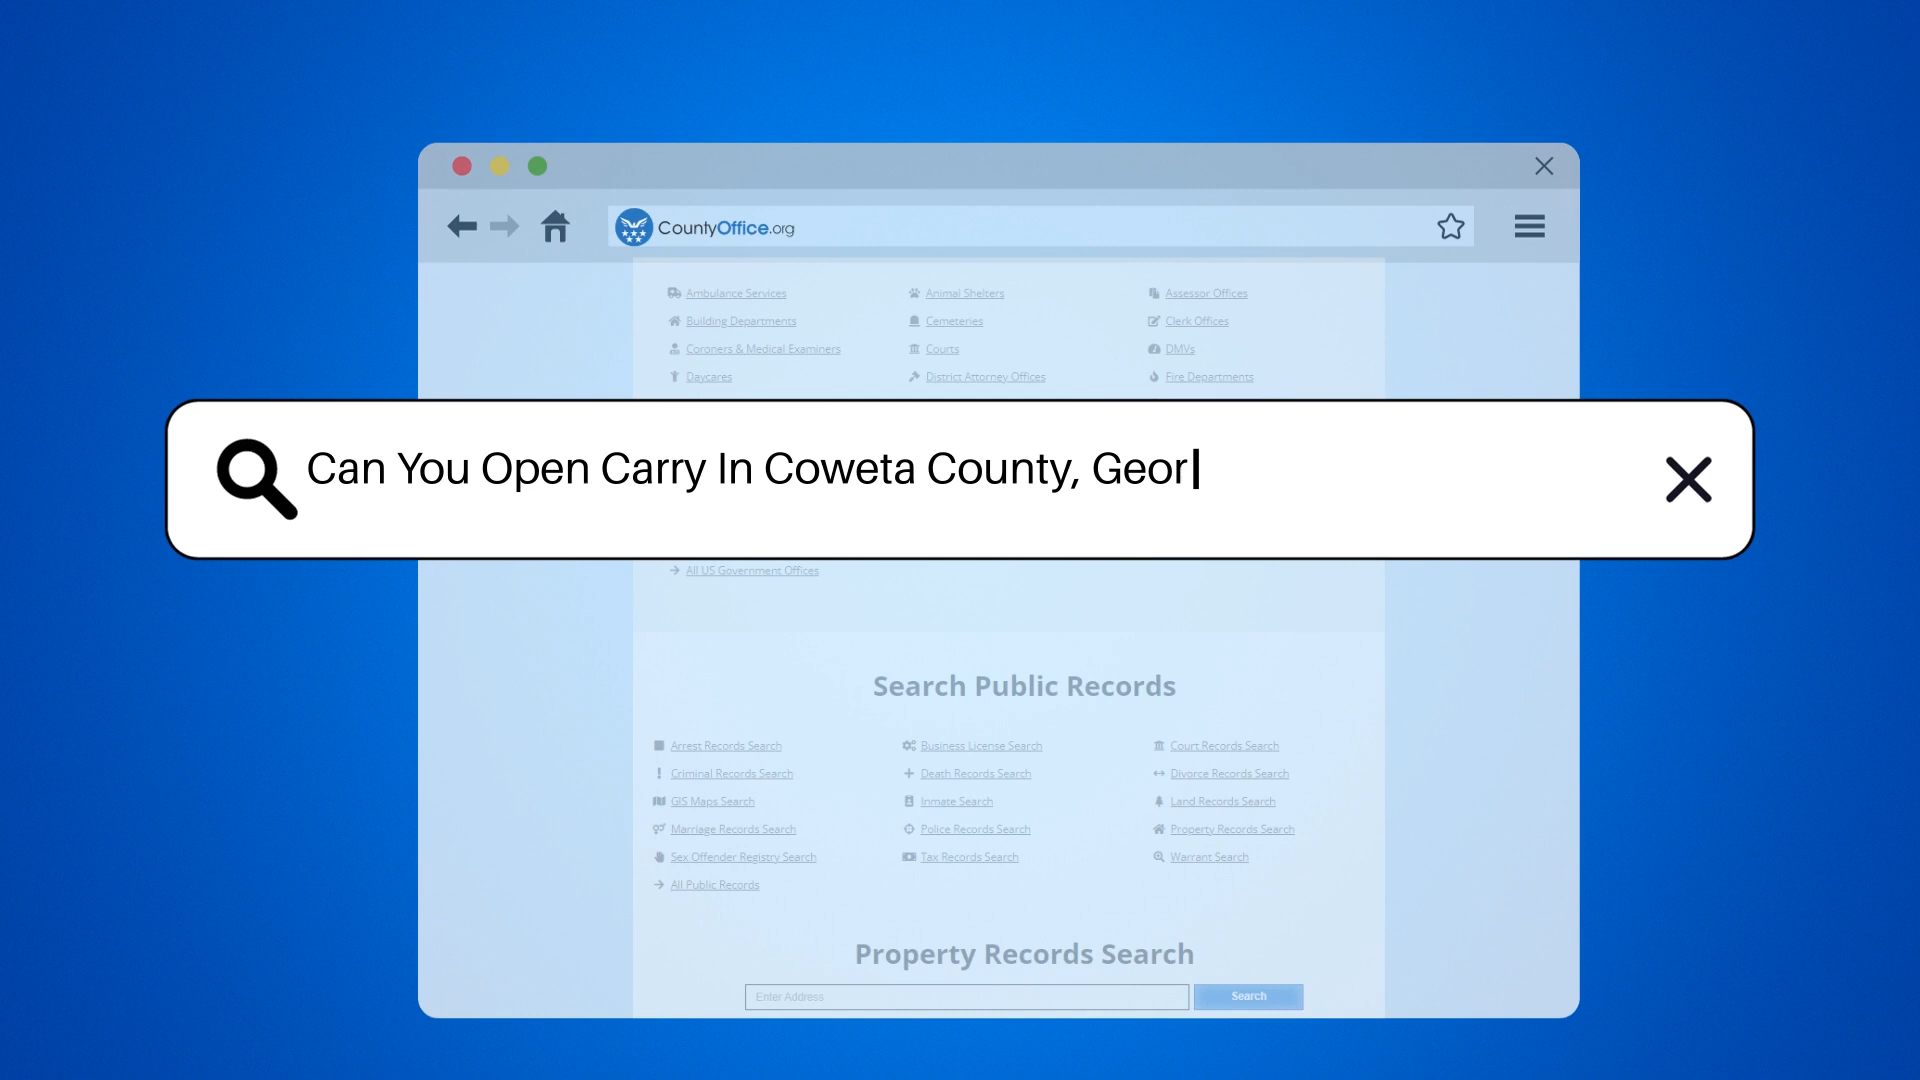 CountyOffice.org
Ambulance Services Animal Shelters Assessor Offices
Building Departments Cemeteries Clerk Offices
Coroners & Medical Examiners Courts DMVs
Daycares District Attorney Offices Fire Departments
Can You Open Carry In Coweta County, Geor
All US Government Offices
Search Public Records
Arrest Records Search Business License Search Court Records Search
Criminal Records Search Death Records Search Divorce Records Search
GIS Maps Search Inmate Search Land Records Search
Marriage Records Search Police Records Search Property Records Search
Sex Offender Registry Search Tax Records Search Warrant Search
All Public Records
Property Records Search
Enter Address Search